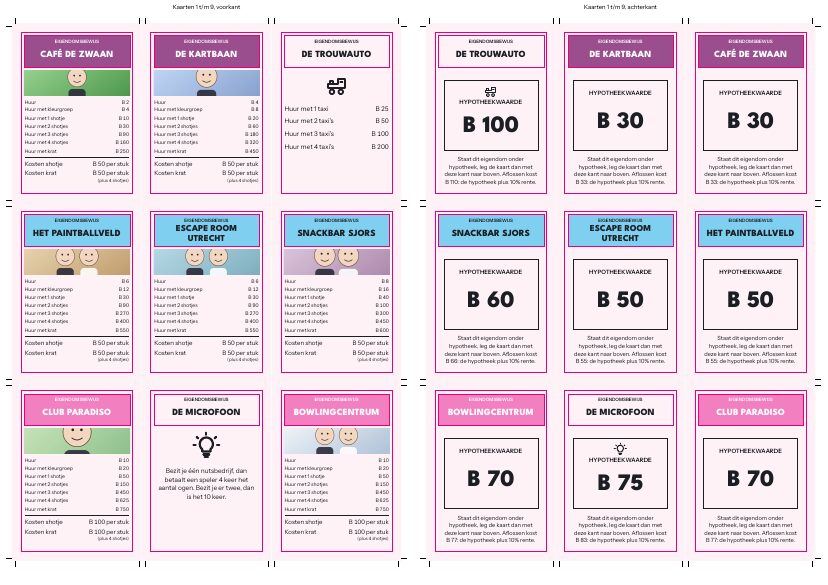 Kaarten 1 t/m 9, voorkant
EIGENDOMSBEWIJS
CAFÉ DE ZWAAN
Huur B 2
Huur met kleurgroep B 4
Huur met 1 shotje B 10
Huur met 2 shotjes B 30
Huur met 3 shotjes B 90
Huur met 4 shotjes B 160
Huur met krat B 250
Kosten shotje B 50 per stuk
Kosten krat B 50 per stuk
(plus 4 shotjes)
EIGENDOMSBEWIJS
DE KARTBAAN
Huur B 4
Huur met kleurgroep B 8
Huur met 1 shotje B 20
Huur met 2 shotjes B 60
Huur met 3 shotjes B 180
Huur met 4 shotjes B 320
Huur met krat B 450
Kosten shotje B 50 per stuk
Kosten krat B 50 per stuk
(plus 4 shotjes)
EIGENDOMSBEWIJS
DE TROUWAUTO
Huur met 1 taxi B 25
Huur met 2 taxi's B 50
Huur met 3 taxi's B 100
Huur met 4 taxi's B 200
EIGENDOMSBEWIJS
HET PAINTBALLVELD
Huur B 6
Huur met kleurgroep B 12
Huur met 1 shotje B 30
Huur met 2 shotjes B 90
Huur met 3 shotjes B 270
Huur met 4 shotjes B 400
Huur met krat B 550
Kosten shotje B 50 per stuk
Kosten krat B 50 per stuk
(plus 4 shotjes)
EIGENDOMSBEWIJS
ESCAPE ROOM
UTRECHT
Huur B 6
Huur met kleurgroep B 12
Huur met 1 shotje B 30
Huur met 2 shotjes B 90
Huur met 3 shotjes B 270
Huur met 4 shotjes B 400
Huur met krat B 550
Kosten shotje B 50 per stuk
Kosten krat B 50 per stuk
(plus 4 shotjes)
EIGENDOMSBEWIJS
SNACKBAR SJORS
Huur B 8
Huur met kleurgroep B 16
Huur met 1 shotje B 40
Huur met 2 shotjes B 100
Huur met 3 shotjes B 300
Huur met 4 shotjes B 450
Huur met krat B 600
Kosten shotje B 50 per stuk
Kosten krat B 50 per stuk
(plus 4 shotjes)
EIGENDOMSBEWIJS
CLUB PARADISO
Huur B 10
Huur met kleurgroep B 20
Huur met 1 shotje B 50
Huur met 2 shotjes B 150
Huur met 3 shotjes B 450
Huur met 4 shotjes B 625
Huur met krat B 750
Kosten shotje B 100 per stuk
Kosten krat B 100 per stuk
(plus 4 shotjes)
EIGENDOMSBEWIJS
DE MICROFOON
Bezit je één nutsbedrijf, dan
betaalt een speler 4 keer het
aantal ogen. Bezit je er twee, dan
is het 10 keer.
EIGENDOMSBEWIJS
BOWLINGCENTRUM
Huur B 10
Huur met kleurgroep B 20
Huur met 1 shotje B 50
Huur met 2 shotjes B 150
Huur met 3 shotjes B 450
Huur met 4 shotjes B 625
Huur met krat B 750
Kosten shotje B 100 per stuk
Kosten krat B 100 per stuk
(plus 4 shotjes)
Kaarten 1 t/m 9, achterkant
EIGENDOMSBEWIJS
DE TROUWAUTO
HYPOTHEEKWAARDE
B 100
Staat dit eigendom onder
hypotheek, leg de kaart dan met
deze kant naar boven. Aflossen kost
B 110: de hypotheek plus 10% rente.
EIGENDOMSBEWIJS
DE KARTBAAN
HYPOTHEEKWAARDE
B 30
Staat dit eigendom onder
hypotheek, leg de kaart dan met
deze kant naar boven. Aflossen kost
B 33: de hypotheek plus 10% rente.
EIGENDOMSBEWIJS
CAFÉ DE ZWAAN
HYPOTHEEKWAARDE
B 30
Staat dit eigendom onder
hypotheek, leg de kaart dan met
deze kant naar boven. Aflossen kost
B 33: de hypotheek plus 10% rente.
EIGENDOMSBEWIJS
SNACKBAR SJORS
HYPOTHEEKWAARDE
B 60
Staat dit eigendom onder
hypotheek, leg de kaart dan met
deze kant naar boven. Aflossen kost
B 66: de hypotheek plus 10% rente.
EIGENDOMSBEWIJS
ESCAPE ROOM
UTRECHT
HYPOTHEEKWAARDE
B 50
Staat dit eigendom onder
hypotheek, leg de kaart dan met
deze kant naar boven. Aflossen kost
B 55: de hypotheek plus 10% rente.
EIGENDOMSBEWIJS
HET PAINTBALLVELD
HYPOTHEEKWAARDE
B 50
Staat dit eigendom onder
hypotheek, leg de kaart dan met
deze kant naar boven. Aflossen kost
B 55: de hypotheek plus 10% rente.
EIGENDOMSBEWIJS
BOWLINGCENTRUM
HYPOTHEEKWAARDE
B 70
Staat dit eigendom onder
hypotheek, leg de kaart dan met
deze kant naar boven. Aflossen kost
B 77: de hypotheek plus 10% rente.
EIGENDOMSBEWIJS
DE MICROFOON
HYPOTHEEKWAARDE
B 75
Staat dit eigendom onder
hypotheek, leg de kaart dan met
deze kant naar boven. Aflossen kost
B 83: de hypotheek plus 10% rente.
EIGENDOMSBEWIJS
CLUB PARADISO
HYPOTHEEKWAARDE
B 70
Staat dit eigendom onder
hypotheek, leg de kaart dan met
deze kant naar boven. Aflossen kost
B 77: de hypotheek plus 10% rente.